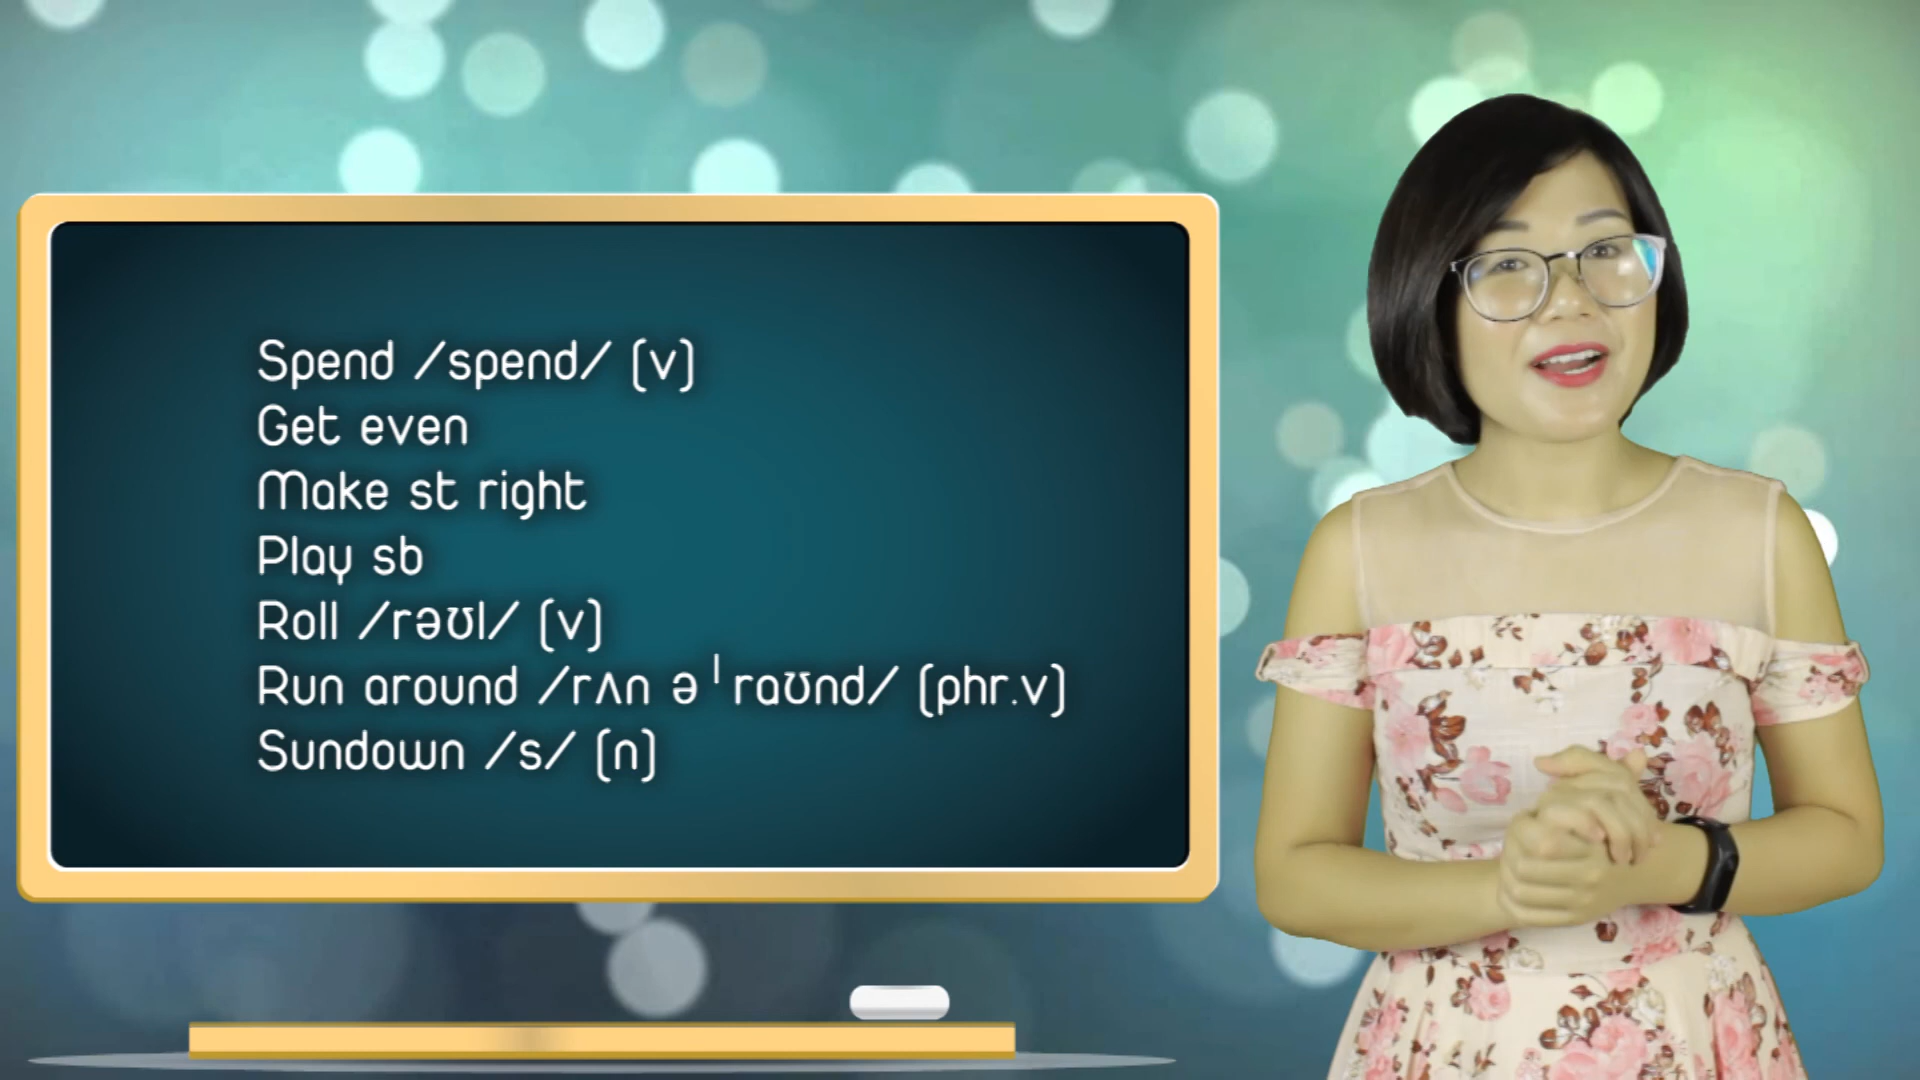 Spend /spend/ (v)
Get even
Make st right
Play sb
Roll /rəʊl/ (v)
Run around /rʌn əˈraʊnd/ (phr.v)
Sundown /s/ (n)